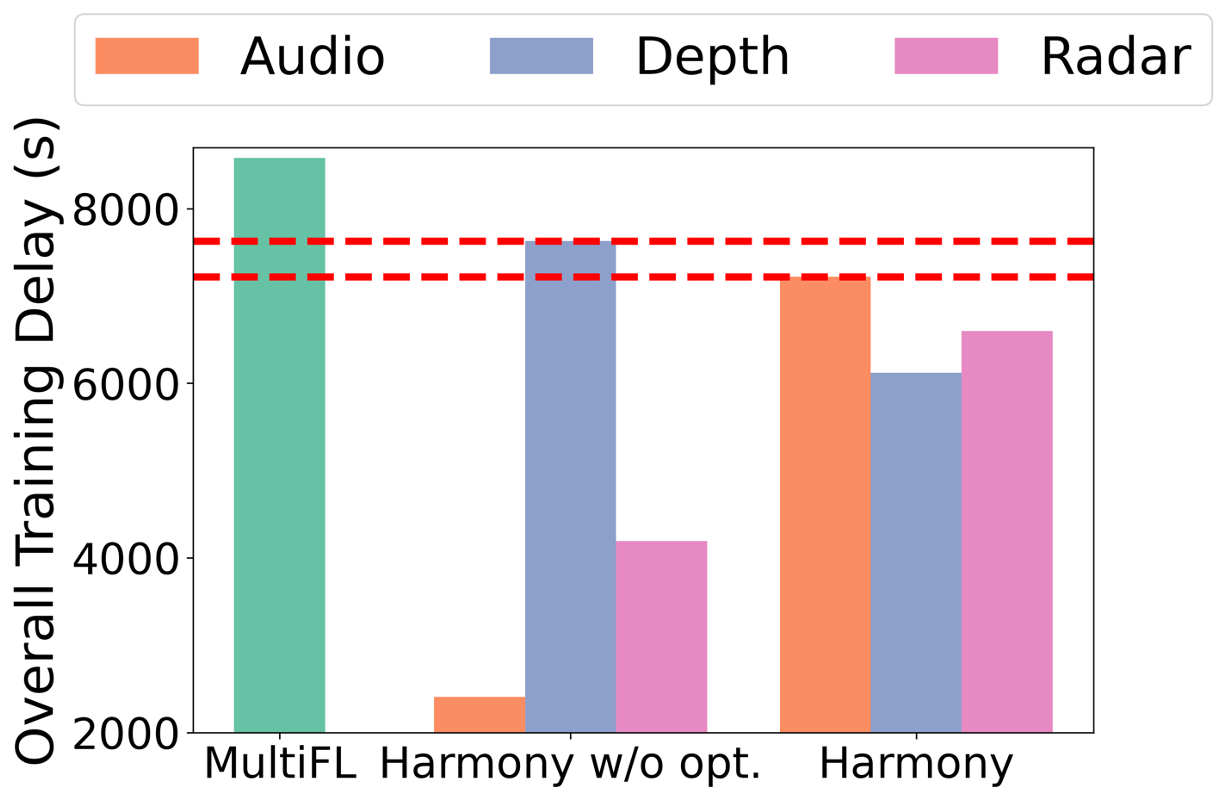 Audio Depth Radar
Overall Training Delay (s)
8000
6000
4000
2000
MultiFL Harmony w/o opt. Harmony